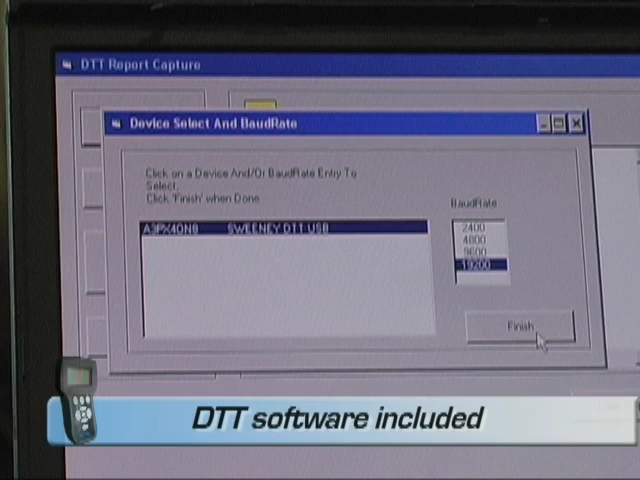 DTT Report Capture
Device Select And BaudRate
Click on a Device And/Or BaudRate Entry To
Select.
Click 'Finish' when Done
BaudRate
A3PX4QN8 SWEENEY DTT USB
2400
4800
9600
19200
Finish
DTT software included